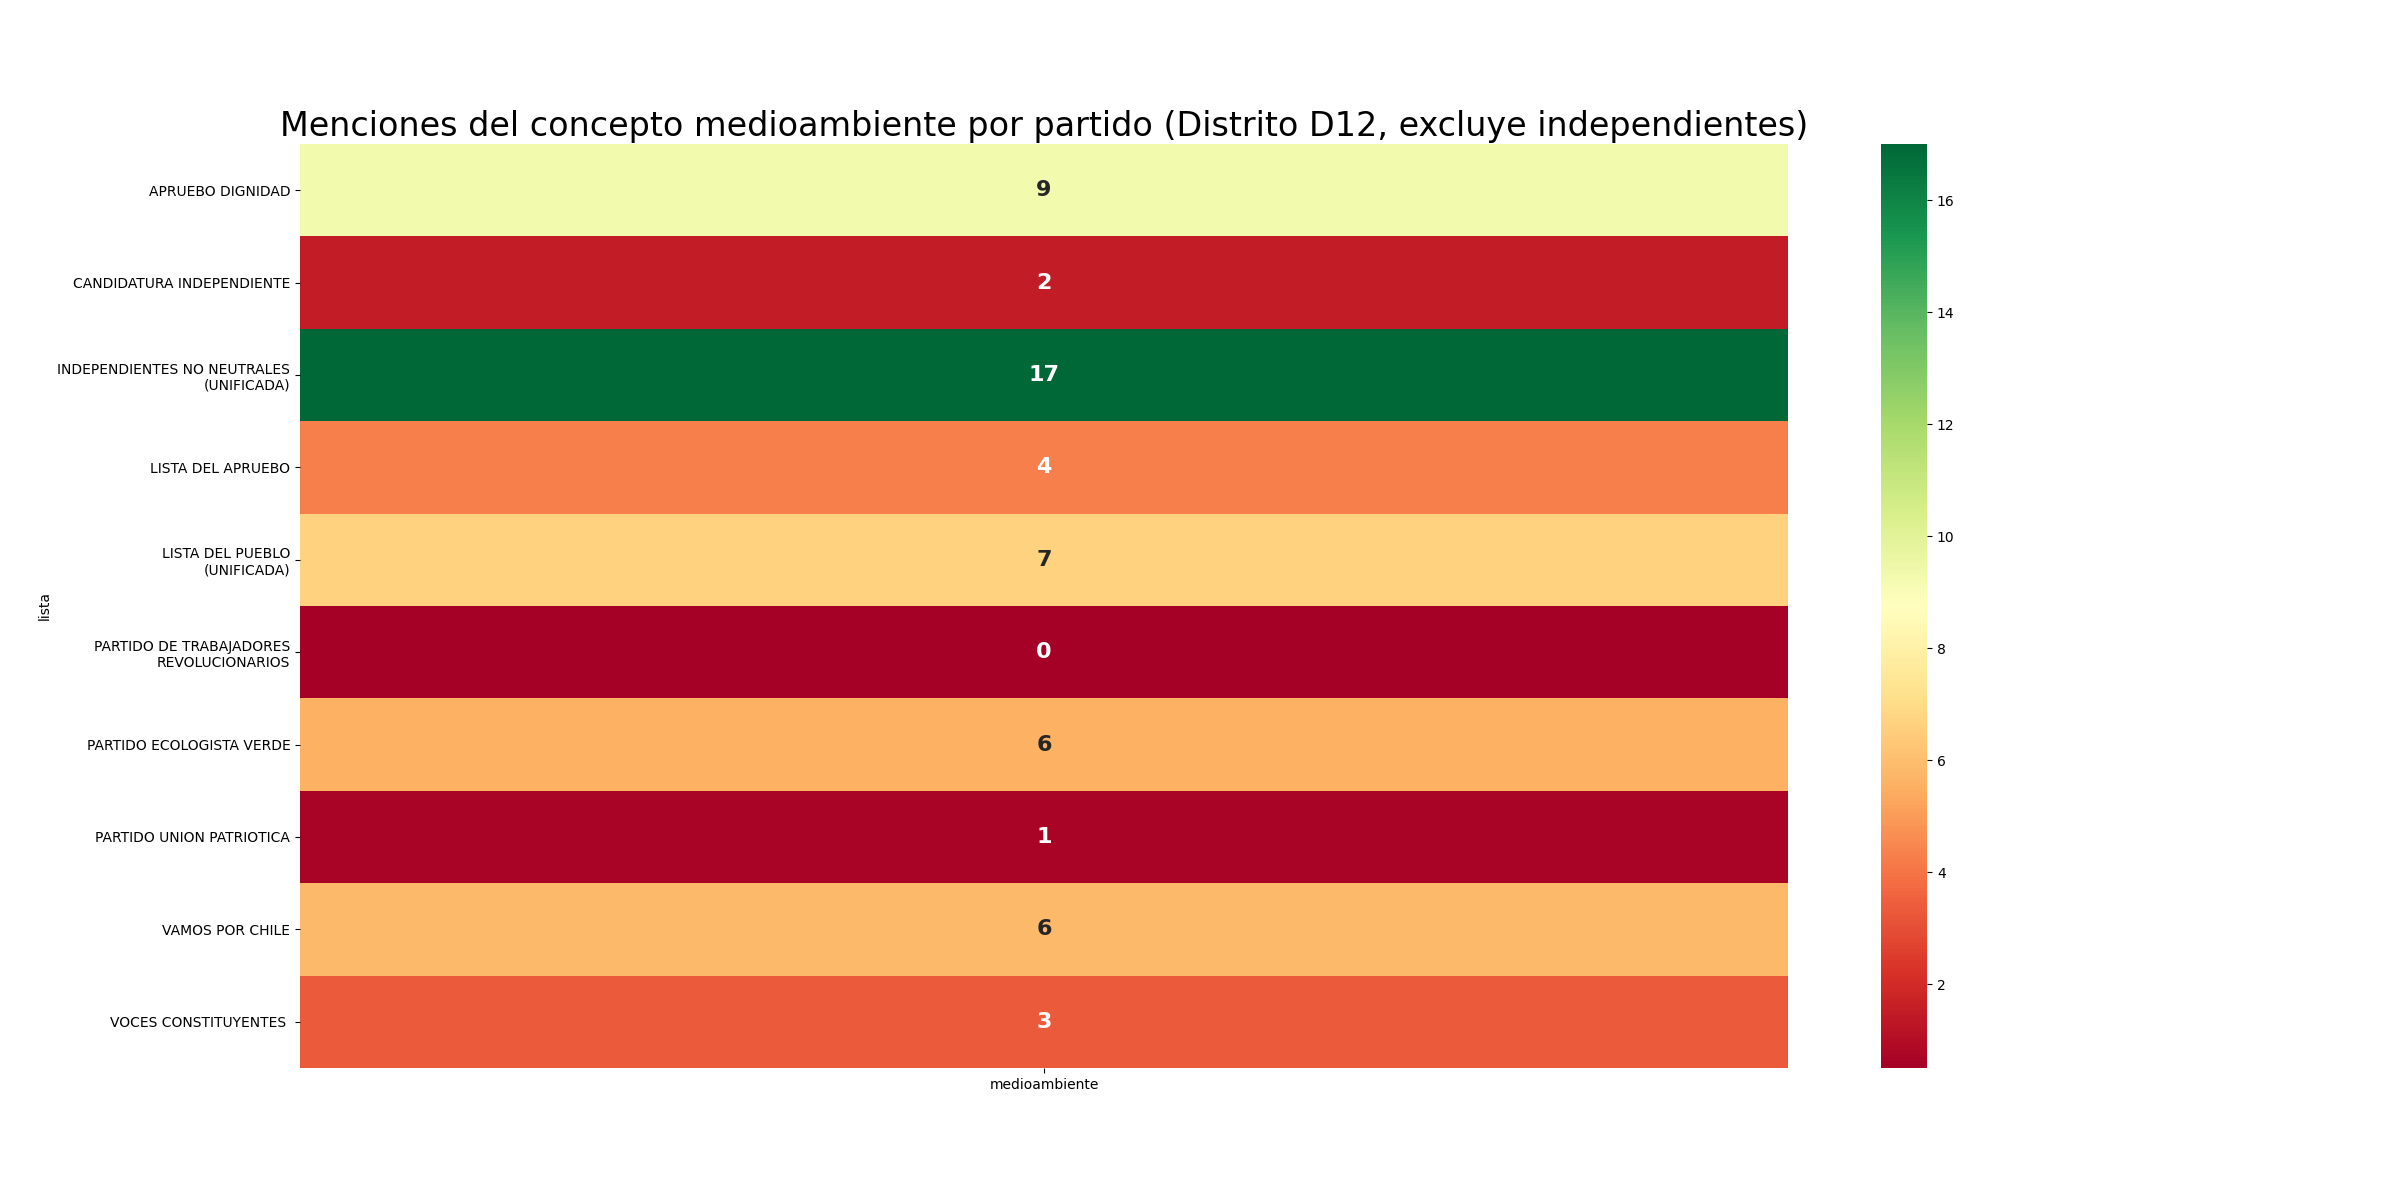 Menciones del concepto medioambiente por partido (Distrito D12, excluye independientes)
lista
APRUEBO DIGNIDAD
9
CANDIDATURA INDEPENDIENTE
2
INDEPENDIENTES NO NEUTRALES
(UNIFICADA)
17
LISTA DEL APRUEBO
4
LISTA DEL PUEBLO
(UNIFICADA)
7
PARTIDO DE TRABAJADORES
REVOLUCIONARIOS
0
PARTIDO ECOLOGISTA VERDE
6
PARTIDO UNION PATRIOTICA
1
VAMOS POR CHILE
6
VOCES CONSTITUYENTES
3
medioambiente
16
14
12
10
8
6
4
2